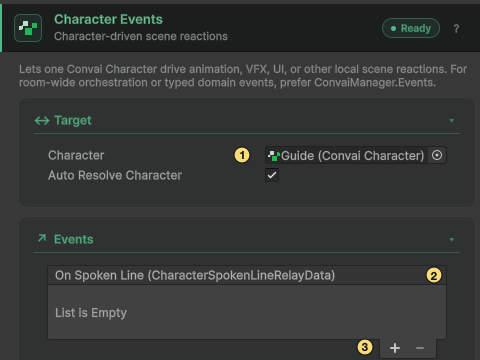 Character Events
Character-driven scene reactions
Ready
?
Lets one Convai Character drive animation, VFX, UI, or other local scene reactions. For
room-wide orchestration or typed domain events, prefer ConvaiManager.Events.
Target
Character 1 Guide (Convai Character)
Auto Resolve Character
Events
On Spoken Line (CharacterSpokenLineRelayData) 2
List is Empty
3 + −